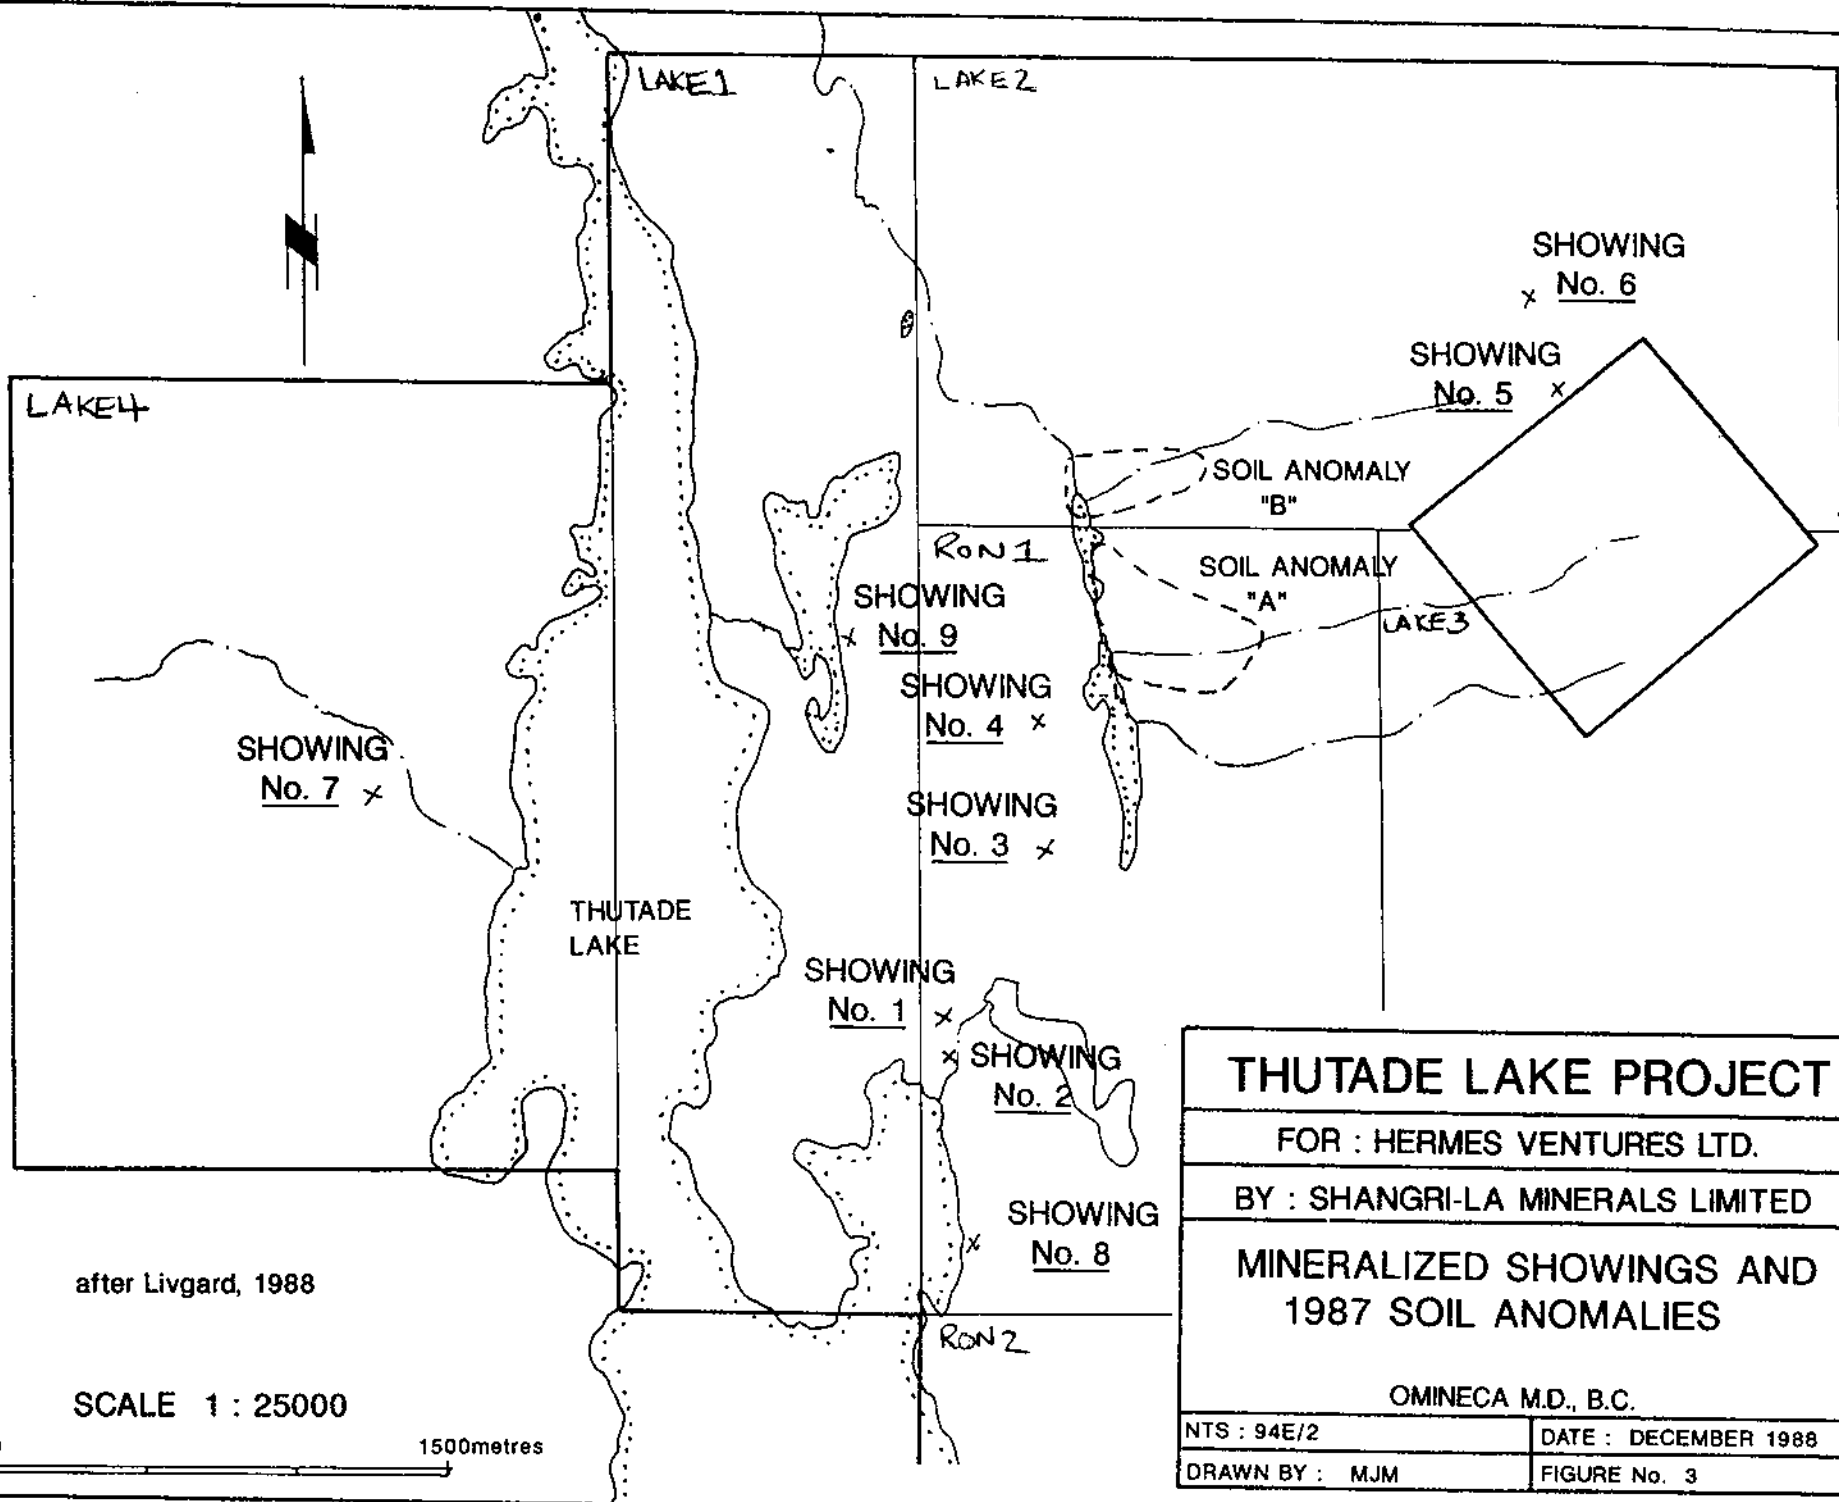 LAKE1
LAKE2
SHOWING
No. 6
SHOWING
No. 5
LAKE4
SOIL ANOMALY
"B"
RON1
SOIL ANOMALY
"A"
LAKE3
SHOWING
No. 9
SHOWING
No. 4
SHOWING
No. 7
SHOWING
No. 3
THUTADE
LAKE
SHOWING
No. 1
SHOWING
No. 2
SHOWING
No. 8
RON2
after Livgard, 1988
SCALE 1 : 25000
1500metres
THUTADE LAKE PROJECT
FOR : HERMES VENTURES LTD.
BY : SHANGRI-LA MINERALS LIMITED
MINERALIZED SHOWINGS AND
1987 SOIL ANOMALIES
OMINECA M.D., B.C.
NTS : 94E/2
DATE : DECEMBER 1988
DRAWN BY : MJM
FIGURE No. 3